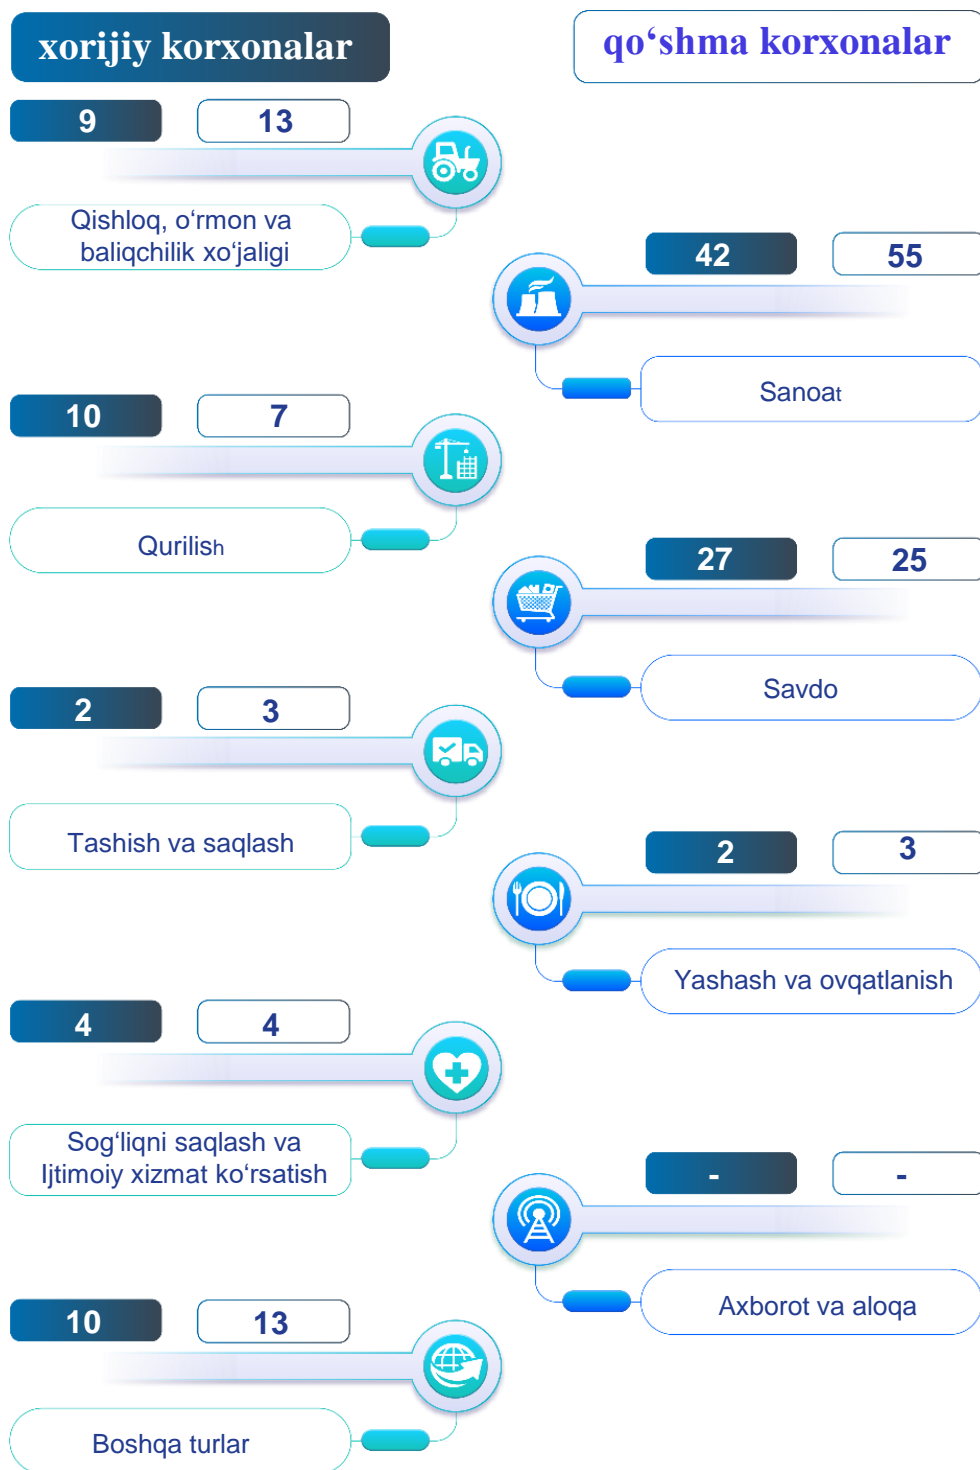 xorijiy korxonalar
qo‘shma korxonalar
9 13
Qishloq, o‘rmon va
baliqchilik xo‘jaligi
42 55
Sanoat
10 7
Qurilish
27 25
Savdo
2 3
Tashish va saqlash
2 3
Yashash va ovqatlanish
4 4
Sog‘liqni saqlash va
Ijtimoiy xizmat ko‘rsatish
- -
Axborot va aloqa
10 13
Boshqa turlar